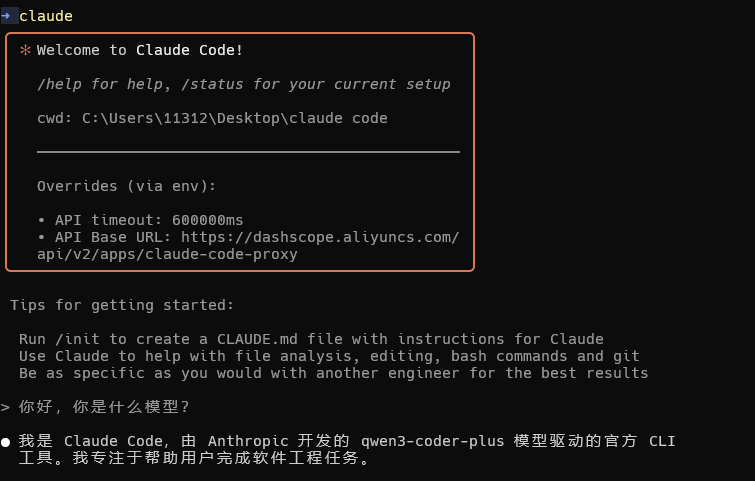 ➜ claude
✻ Welcome to Claude Code!
/help for help, /status for your current setup
cwd: C:\Users\11312\Desktop\claude code
Overrides (via env):
• API timeout: 600000ms
• API Base URL: https://dashscope.aliyuncs.com/
api/v2/apps/claude-code-proxy
Tips for getting started:
Run /init to create a CLAUDE.md file with instructions for Claude
Use Claude to help with file analysis, editing, bash commands and git
Be as specific as you would with another engineer for the best results
> 你好, 你是什么模型?
● 我是 Claude Code, 由 Anthropic 开发的 qwen3-coder-plus 模型驱动的官方 CLI
工具。我专注于帮助用户完成软件工程任务。